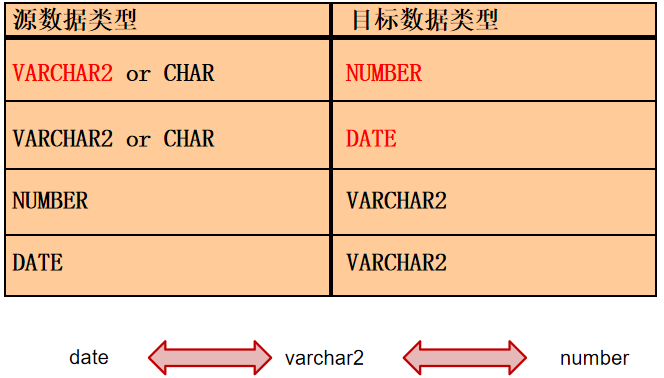 源数据类型 目标数据类型
VARCHAR2 or CHAR NUMBER
VARCHAR2 or CHAR DATE
NUMBER VARCHAR2
DATE VARCHAR2
date varchar2 number